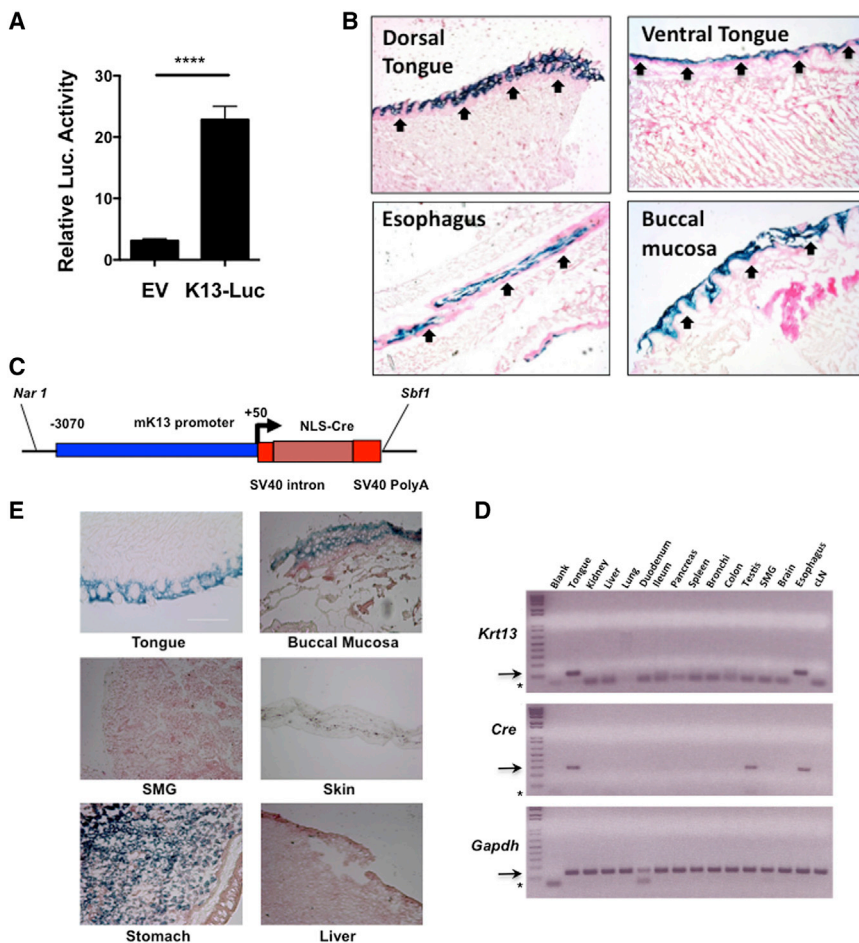 A
****
30
20
10
0
Relative Luc. Activity
EV
K13-Luc
B
Dorsal
Tongue
Ventral Tongue
Esophagus
Buccal
mucosa
C
Nar 1
-3070
mK13 promoter
+50
NLS-Cre
Sbf1
SV40 intron
SV40 PolyA
E
Tongue
Buccal Mucosa
SMG
Skin
Stomach
Liver
D
Blank
Tongue
Kidney
Liver
Lung
Duodenum
Ileum
Pancreas
Spleen
Bronchi
Colon
Testis
SMG
Brain
Esophagus
cLN
Krt13
*
Cre
*
Gapdh
*